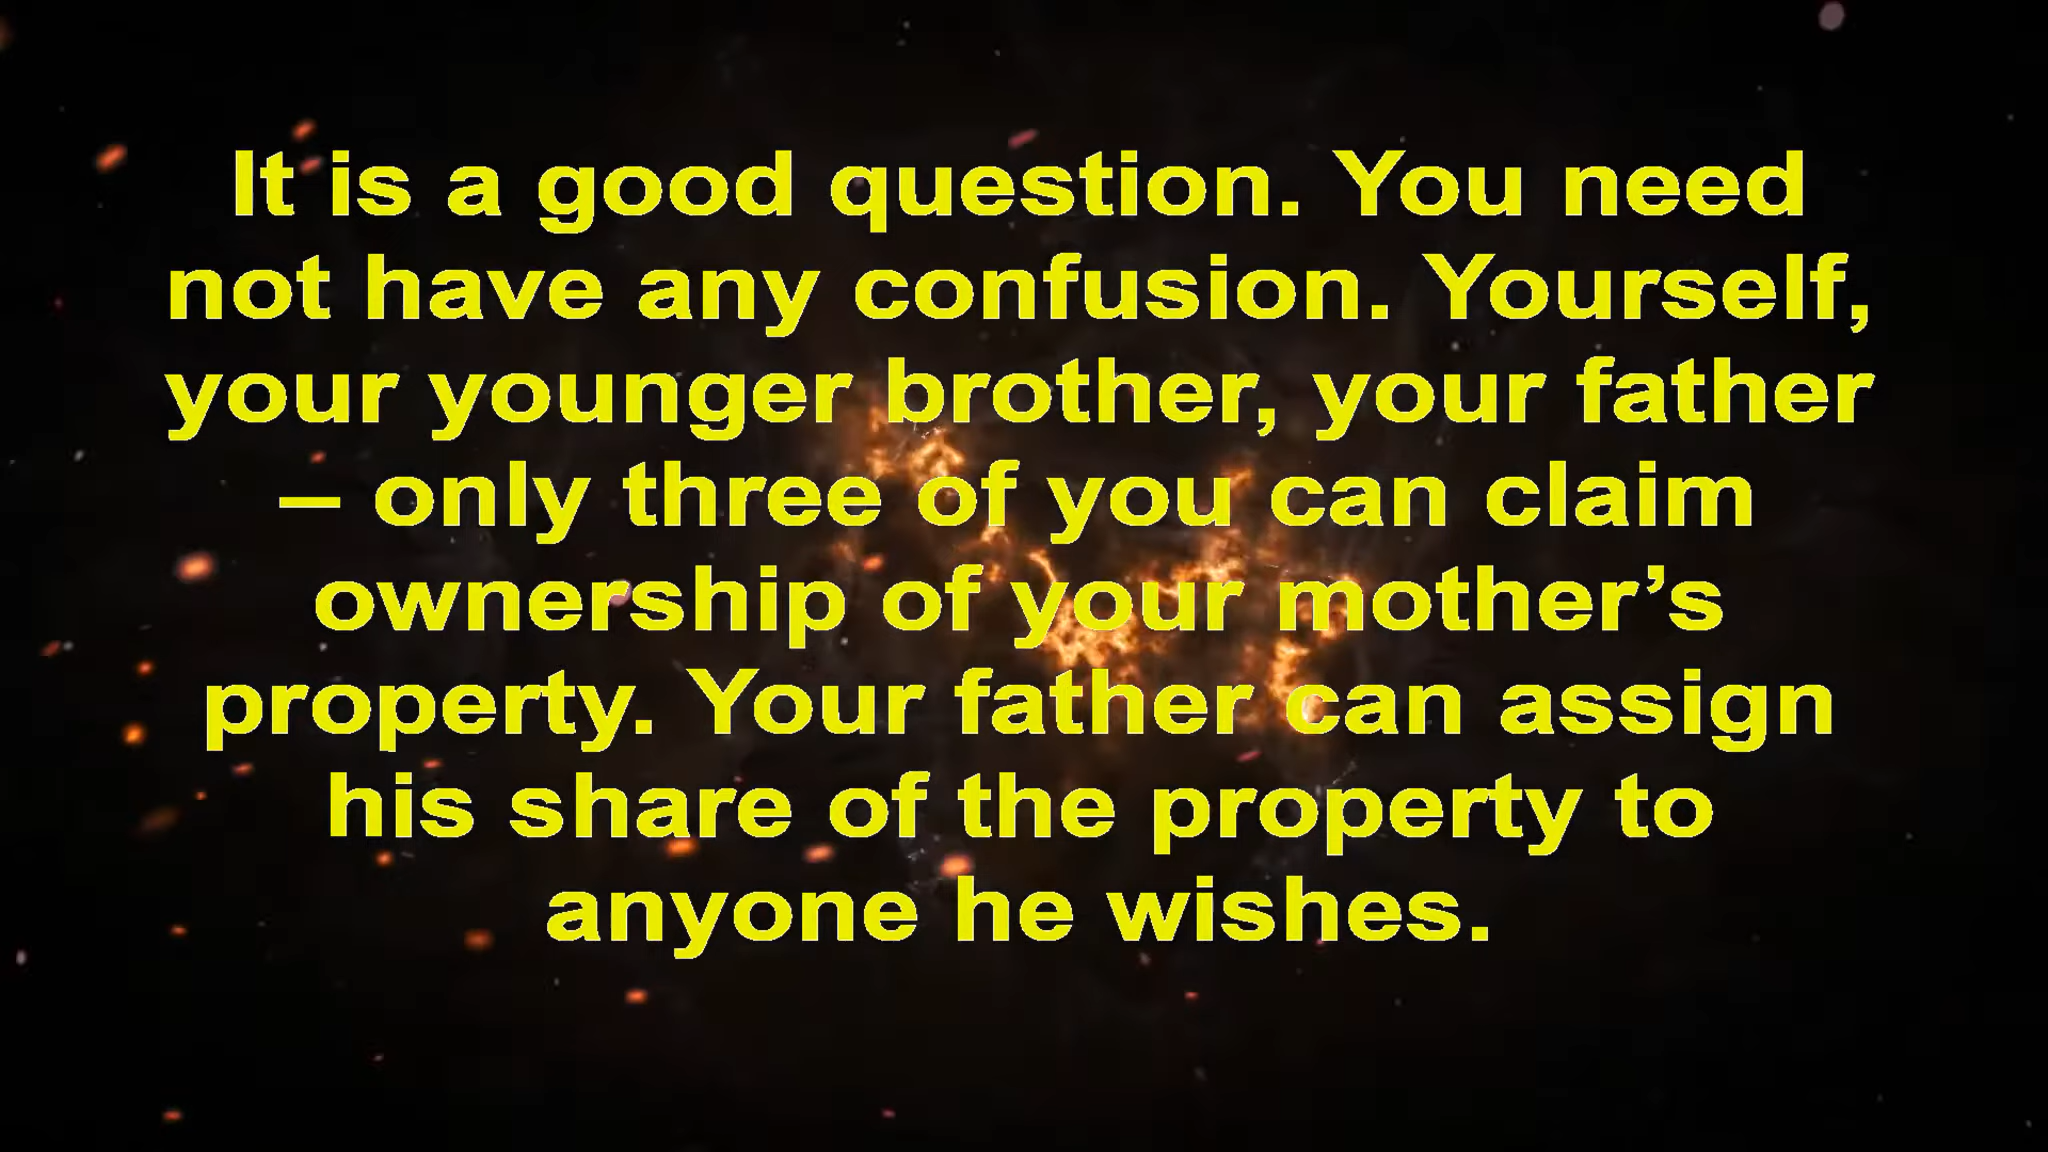 It is a good question. You need
not have any confusion. Yourself,
your younger brother, your father
– only three of you can claim
ownership of your mother’s
property. Your father can assign
his share of the property to
anyone he wishes.